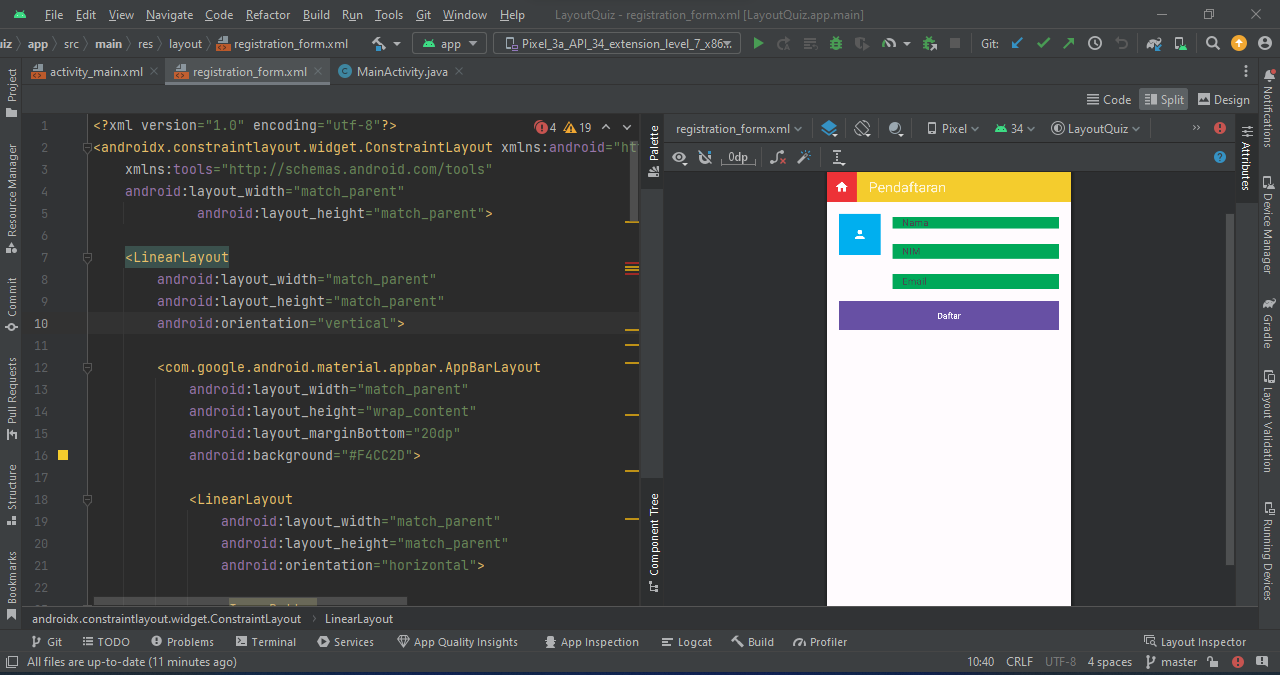 File Edit View Navigate Code Refactor Build Run Tools Git Window Help LayoutQuiz - registration_form.xml [LayoutQuiz.app.main]
iz app src main res layout registration_form.xml app Pixel_3a_API_34_extension_level_7_x86 Git:
activity_main.xml registration_form.xml MainActivity.java
Code Split Design
Project
Resource Manager
Commit
Pull Requests
Structure
Bookmarks
1 <?xml version="1.0" encoding="utf-8"?> 4 19
2 <androidx.constraintlayout.widget.ConstraintLayout xmlns:android="ht
3 xmlns:tools="http://schemas.android.com/tools"
4 android:layout_width="match_parent"
5 android:layout_height="match_parent">
6
7 <LinearLayout
8 android:layout_width="match_parent"
9 android:layout_height="match_parent"
10 android:orientation="vertical">
11
12 <com.google.android.material.appbar.AppBarLayout
13 android:layout_width="match_parent"
14 android:layout_height="wrap_content"
15 android:layout_marginBottom="20dp"
16 android:background="#F4CC2D">
17
18 <LinearLayout
19 android:layout_width="match_parent"
20 android:layout_height="match_parent"
21 android:orientation="horizontal">
22
Palette
Component Tree
registration_form.xml Pixel 34 LayoutQuiz
0dp
Pendaftaran
Nama
NIM
Email
Daftar
Attributes
Notifications
Device Manager
Gradle
Layout Validation
Running Devices
androidx.constraintlayout.widget.ConstraintLayout LinearLayout
Git TODO Problems Terminal Services App Quality Insights App Inspection Logcat Build Profiler Layout Inspector
All files are up-to-date (11 minutes ago) 10:40 CRLF UTF-8 4 spaces master